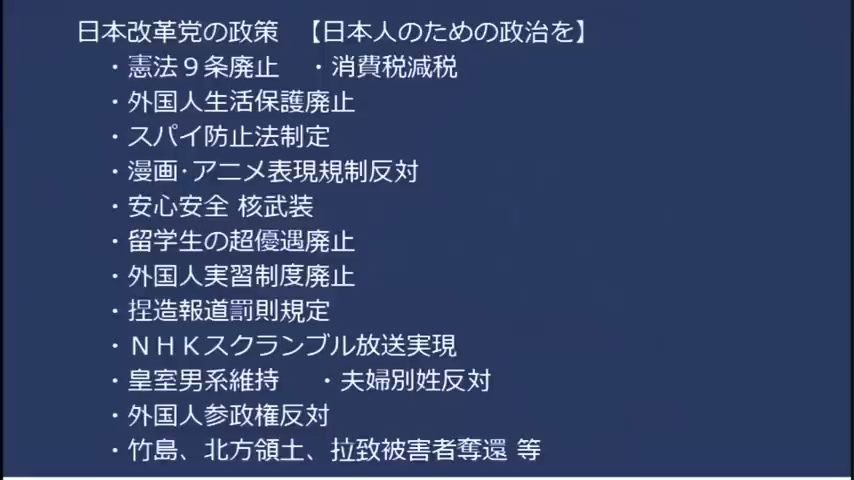 日本改革党の政策 【日本人のための政治を】
・憲法９条廃止 ・消費税減税
・外国人生活保護廃止
・スパイ防止法制定
・漫画･アニメ表現規制反対
・安心安全 核武装
・留学生の超優遇廃止
・外国人実習制度廃止
・捏造報道罰則規定
・ＮＨＫスクランブル放送実現
・皇室男系維持 ・夫婦別姓反対
・外国人参政権反対
・竹島、北方領土、拉致被害者奪還 等